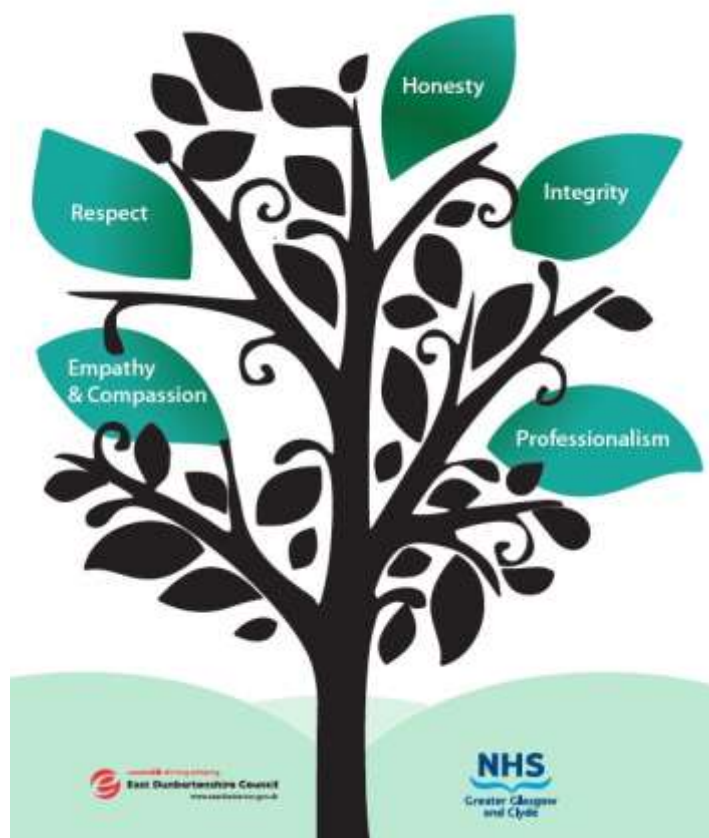 Honesty
Integrity
Respect
Empathy
& Compassion
Professionalism
East Dunbartonshire Council
NHS
Greater Glasgow
and Clyde